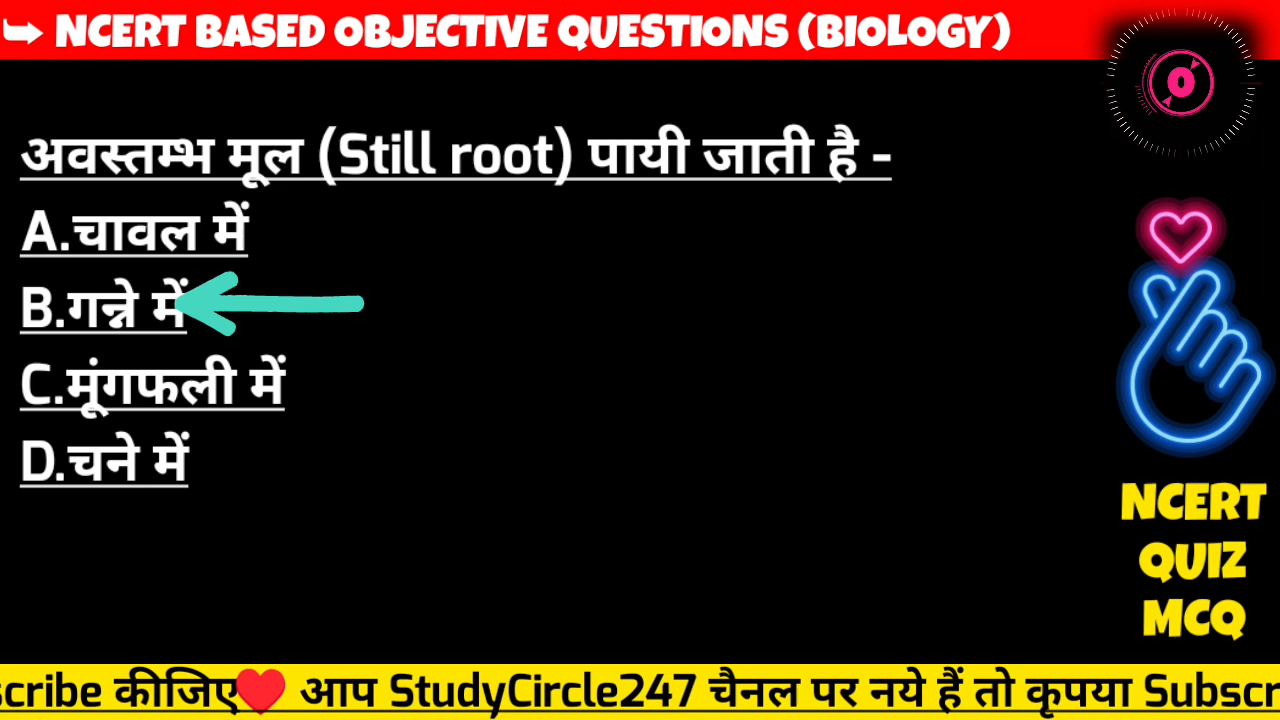 ➥ NCERT BASED OBJECTIVE QUESTIONS (BIOLOGY)
0
अवस्तम्भ मूल (Still root) पायी जाती है -
A.चावल में
B.गन्ने में
C.मूंगफली में
D.चने में
NCERT
QUIZ
MCQ
scribe कीजिए❤️ आप StudyCircle247 चैनल पर नये हैं तो कृपया Subscr